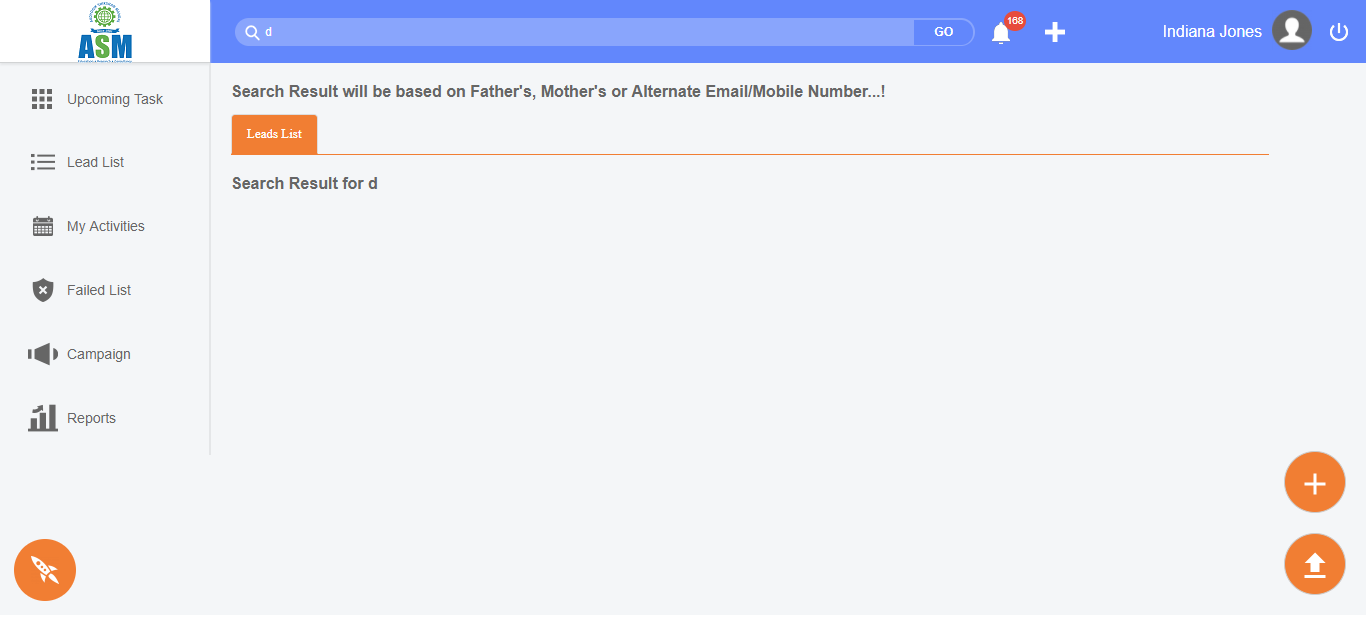 ASM
d
GO
168
Indiana Jones
Upcoming Task
Lead List
My Activities
Failed List
Campaign
Reports
Search Result will be based on Father's, Mother's or Alternate Email/Mobile Number...!
Leads List
Search Result for d